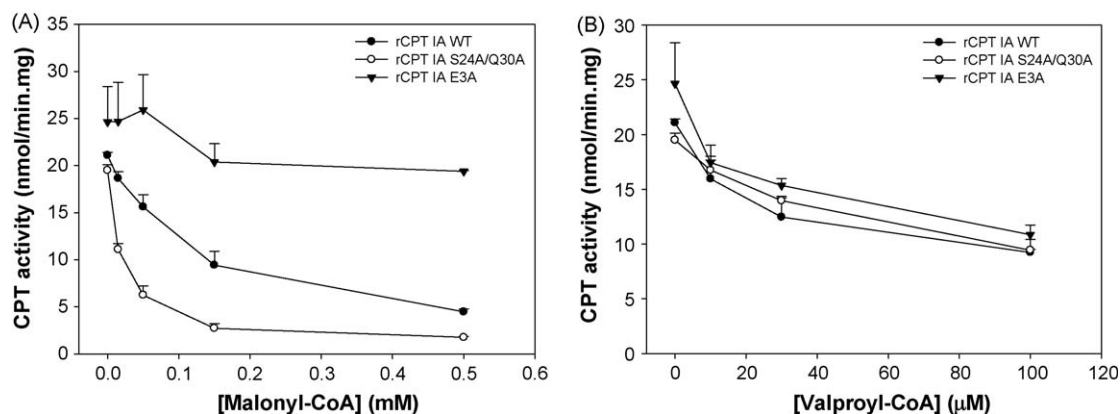 (A)
35
30
25
20
15
10
5
0
CPT activity (nmol/min.mg)
rCPT IA WT
rCPT IA S24A/Q30A
rCPT IA E3A
0.0 0.1 0.2 0.3 0.4 0.5 0.6
[Malonyl-CoA] (mM)
(B)
30
25
20
15
10
5
0
CPT activity (nmol/min.mg)
rCPT IA WT
rCPT IA S24A/Q30A
rCPT IA E3A
0 20 40 60 80 100 120
[Valproyl-CoA] (μM)